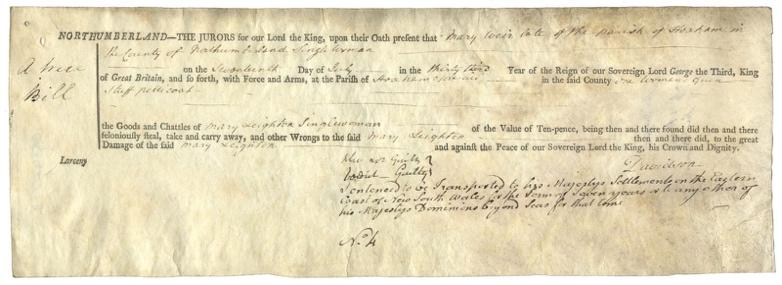 NORTHUMBERLAND—THE JURORS for our Lord the King, upon their Oath present that Mary Weir late of the parish of Hexham in
the County of Northumberland Single Woman
A true
Bill
on the Seventeenth Day of July in the thirty third Year of the Reign of our Sovereign Lord George the Third, King
of Great Britain, and so forth, with Force and Arms, at the Parish of in the said County one womens Green
Stuff petticoat
the Goods and Chattles of Mary Leighton Singlewoman of the Value of Ten-pence, being then and there found did then and there
feloniously steal, take and carry away, and other Wrongs to the said Mary Leighton then and there did, to the great
Damage of the said Mary Leighton and against the Peace of our Sovereign Lord the King, his Crown and Dignity.
Larceny
Plea not Guilty
Verdict Guilty
Davidson
Sentenced to be Transported to his Majestys Settlements on the Eastern
Coast of New South Wales for the Term of Seven years or to any other of
his Majestys Dominions beyond Seas for that time
No. 4